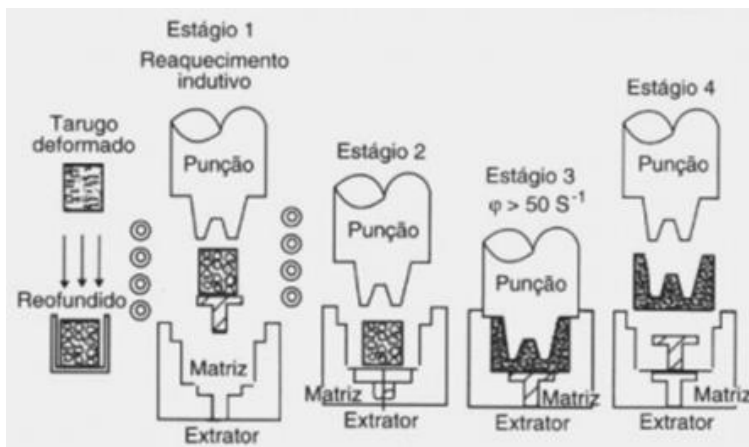 Estágio 1
Reaquecimento
indutivo
Tarugo
deformado
Punção
Reofundido
Matriz
Extrator
Estágio 2
Punção
Matriz
Extrator
Estágio 3
φ > 50 S⁻¹
Punção
Matriz
Extrator
Estágio 4
Punção
Matriz
Extrator